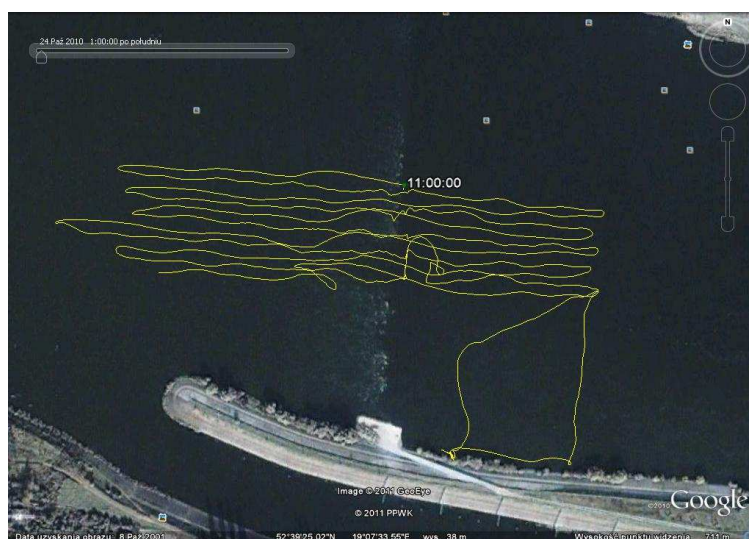 N
24 Paź 2010 1:00:00 po południu
11:00:00
Image © 2011 GeoEye
© 2011 PPWK
©2010 Google
Data uzyskania obrazu 8 Paź 2001 52°39'25.02"N 19°07'33.55"E wys. 38 m Wysokość punktu widzenia 711 m